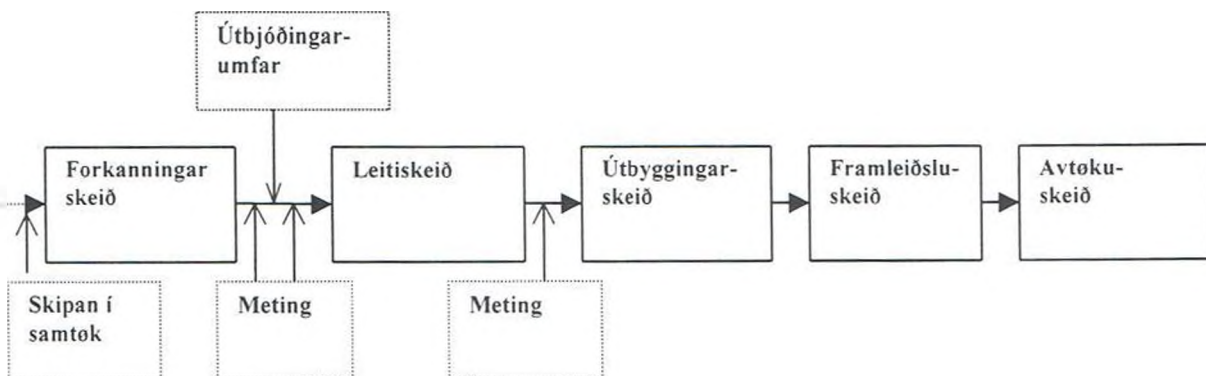 Útbjóðingar-
umfar
Forkanningar
skeið
Leitiskeið
Útbyggingar-
skeið
Framleiðslu-
skeið
Avtøku-
skeið
Skipan í
samtøk
Meting
Meting